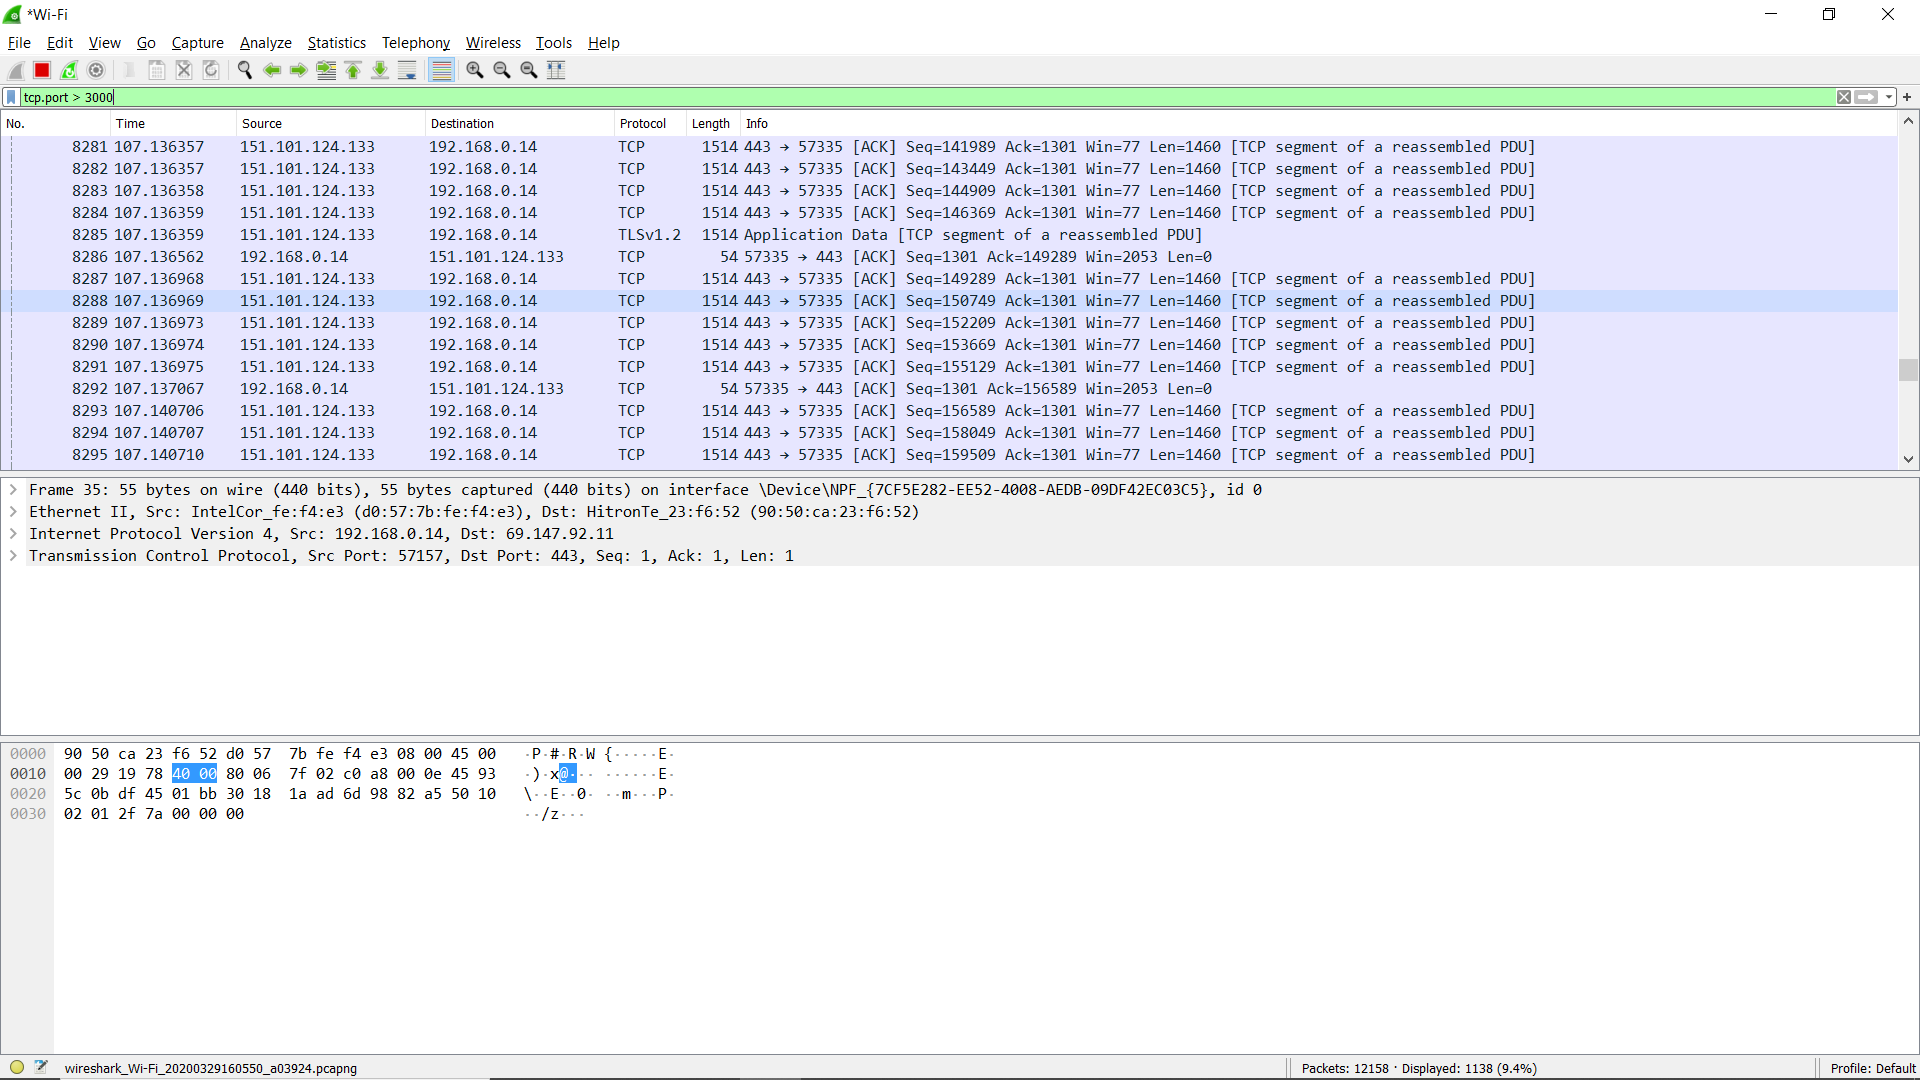 *Wi-Fi
File Edit View Go Capture Analyze Statistics Telephony Wireless Tools Help
tcp.port > 3000
No. Time Source Destination Protocol Length Info
8281 107.136357 151.101.124.133 192.168.0.14 TCP 1514 443 → 57335 [ACK] Seq=141989 Ack=1301 Win=77 Len=1460 [TCP segment of a reassembled PDU]
8282 107.136357 151.101.124.133 192.168.0.14 TCP 1514 443 → 57335 [ACK] Seq=143449 Ack=1301 Win=77 Len=1460 [TCP segment of a reassembled PDU]
8283 107.136358 151.101.124.133 192.168.0.14 TCP 1514 443 → 57335 [ACK] Seq=144909 Ack=1301 Win=77 Len=1460 [TCP segment of a reassembled PDU]
8284 107.136359 151.101.124.133 192.168.0.14 TCP 1514 443 → 57335 [ACK] Seq=146369 Ack=1301 Win=77 Len=1460 [TCP segment of a reassembled PDU]
8285 107.136359 151.101.124.133 192.168.0.14 TLSv1.2 1514 Application Data [TCP segment of a reassembled PDU]
8286 107.136562 192.168.0.14 151.101.124.133 TCP 54 57335 → 443 [ACK] Seq=1301 Ack=149289 Win=2053 Len=0
8287 107.136968 151.101.124.133 192.168.0.14 TCP 1514 443 → 57335 [ACK] Seq=149289 Ack=1301 Win=77 Len=1460 [TCP segment of a reassembled PDU]
8288 107.136969 151.101.124.133 192.168.0.14 TCP 1514 443 → 57335 [ACK] Seq=150749 Ack=1301 Win=77 Len=1460 [TCP segment of a reassembled PDU]
8289 107.136973 151.101.124.133 192.168.0.14 TCP 1514 443 → 57335 [ACK] Seq=152209 Ack=1301 Win=77 Len=1460 [TCP segment of a reassembled PDU]
8290 107.136974 151.101.124.133 192.168.0.14 TCP 1514 443 → 57335 [ACK] Seq=153669 Ack=1301 Win=77 Len=1460 [TCP segment of a reassembled PDU]
8291 107.136975 151.101.124.133 192.168.0.14 TCP 1514 443 → 57335 [ACK] Seq=155129 Ack=1301 Win=77 Len=1460 [TCP segment of a reassembled PDU]
8292 107.137067 192.168.0.14 151.101.124.133 TCP 54 57335 → 443 [ACK] Seq=1301 Ack=156589 Win=2053 Len=0
8293 107.140706 151.101.124.133 192.168.0.14 TCP 1514 443 → 57335 [ACK] Seq=156589 Ack=1301 Win=77 Len=1460 [TCP segment of a reassembled PDU]
8294 107.140707 151.101.124.133 192.168.0.14 TCP 1514 443 → 57335 [ACK] Seq=158049 Ack=1301 Win=77 Len=1460 [TCP segment of a reassembled PDU]
8295 107.140710 151.101.124.133 192.168.0.14 TCP 1514 443 → 57335 [ACK] Seq=159509 Ack=1301 Win=77 Len=1460 [TCP segment of a reassembled PDU]
Frame 35: 55 bytes on wire (440 bits), 55 bytes captured (440 bits) on interface \Device\NPF_{7CF5E282-EE52-4008-AEDB-09DF42EC03C5}, id 0
Ethernet II, Src: IntelCor_fe:f4:e3 (d0:57:7b:fe:f4:e3), Dst: HitronTe_23:f6:52 (90:50:ca:23:f6:52)
Internet Protocol Version 4, Src: 192.168.0.14, Dst: 69.147.92.11
Transmission Control Protocol, Src Port: 57157, Dst Port: 443, Seq: 1, Ack: 1, Len: 1
0000 90 50 ca 23 f6 52 d0 57 7b fe f4 e3 08 00 45 00 ·P·#·R·W {·····E·
0010 00 29 19 78 40 00 80 06 7f 02 c0 a8 00 0e 45 93 ·)·x@··· ······E·
0020 5c 0b df 45 01 bb 30 18 1a ad 6d 98 82 a5 50 10 \··E··0· ··m···P·
0030 02 01 2f 7a 00 00 00 ··/z···
wireshark_Wi-Fi_20200329160550_a03924.pcapng Packets: 12158 · Displayed: 1138 (9.4%) Profile: Default